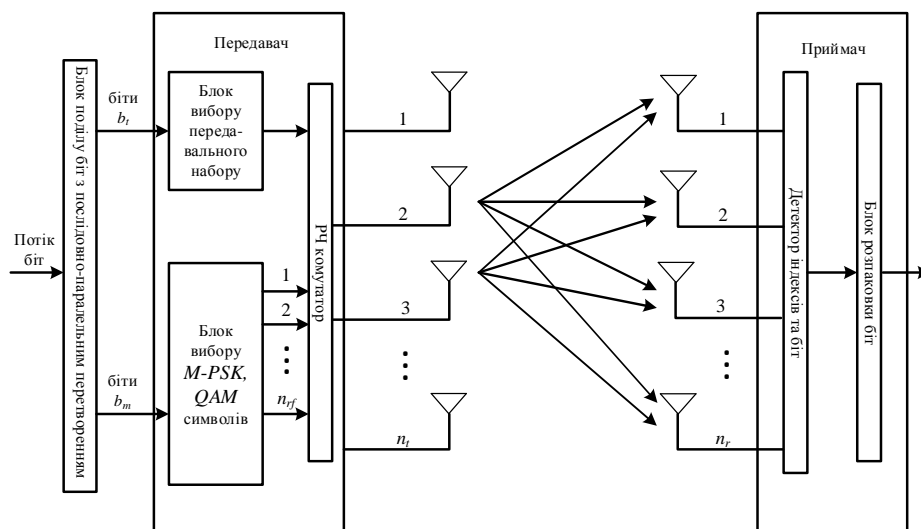 Потік
біт
Блок поділу біт з послідовно-паралельним перетворенням
біти
b_t
біти
b_m
Передавач
Блок
вибору
переда-
вального
набору
Блок
вибору
M-PSK,
QAM
символів
1
2
n_rf
РЧ комутатор
1
2
3
n_t
1
2
3
n_r
Приймач
Детектор індексів та біт
Блок розпаковки біт